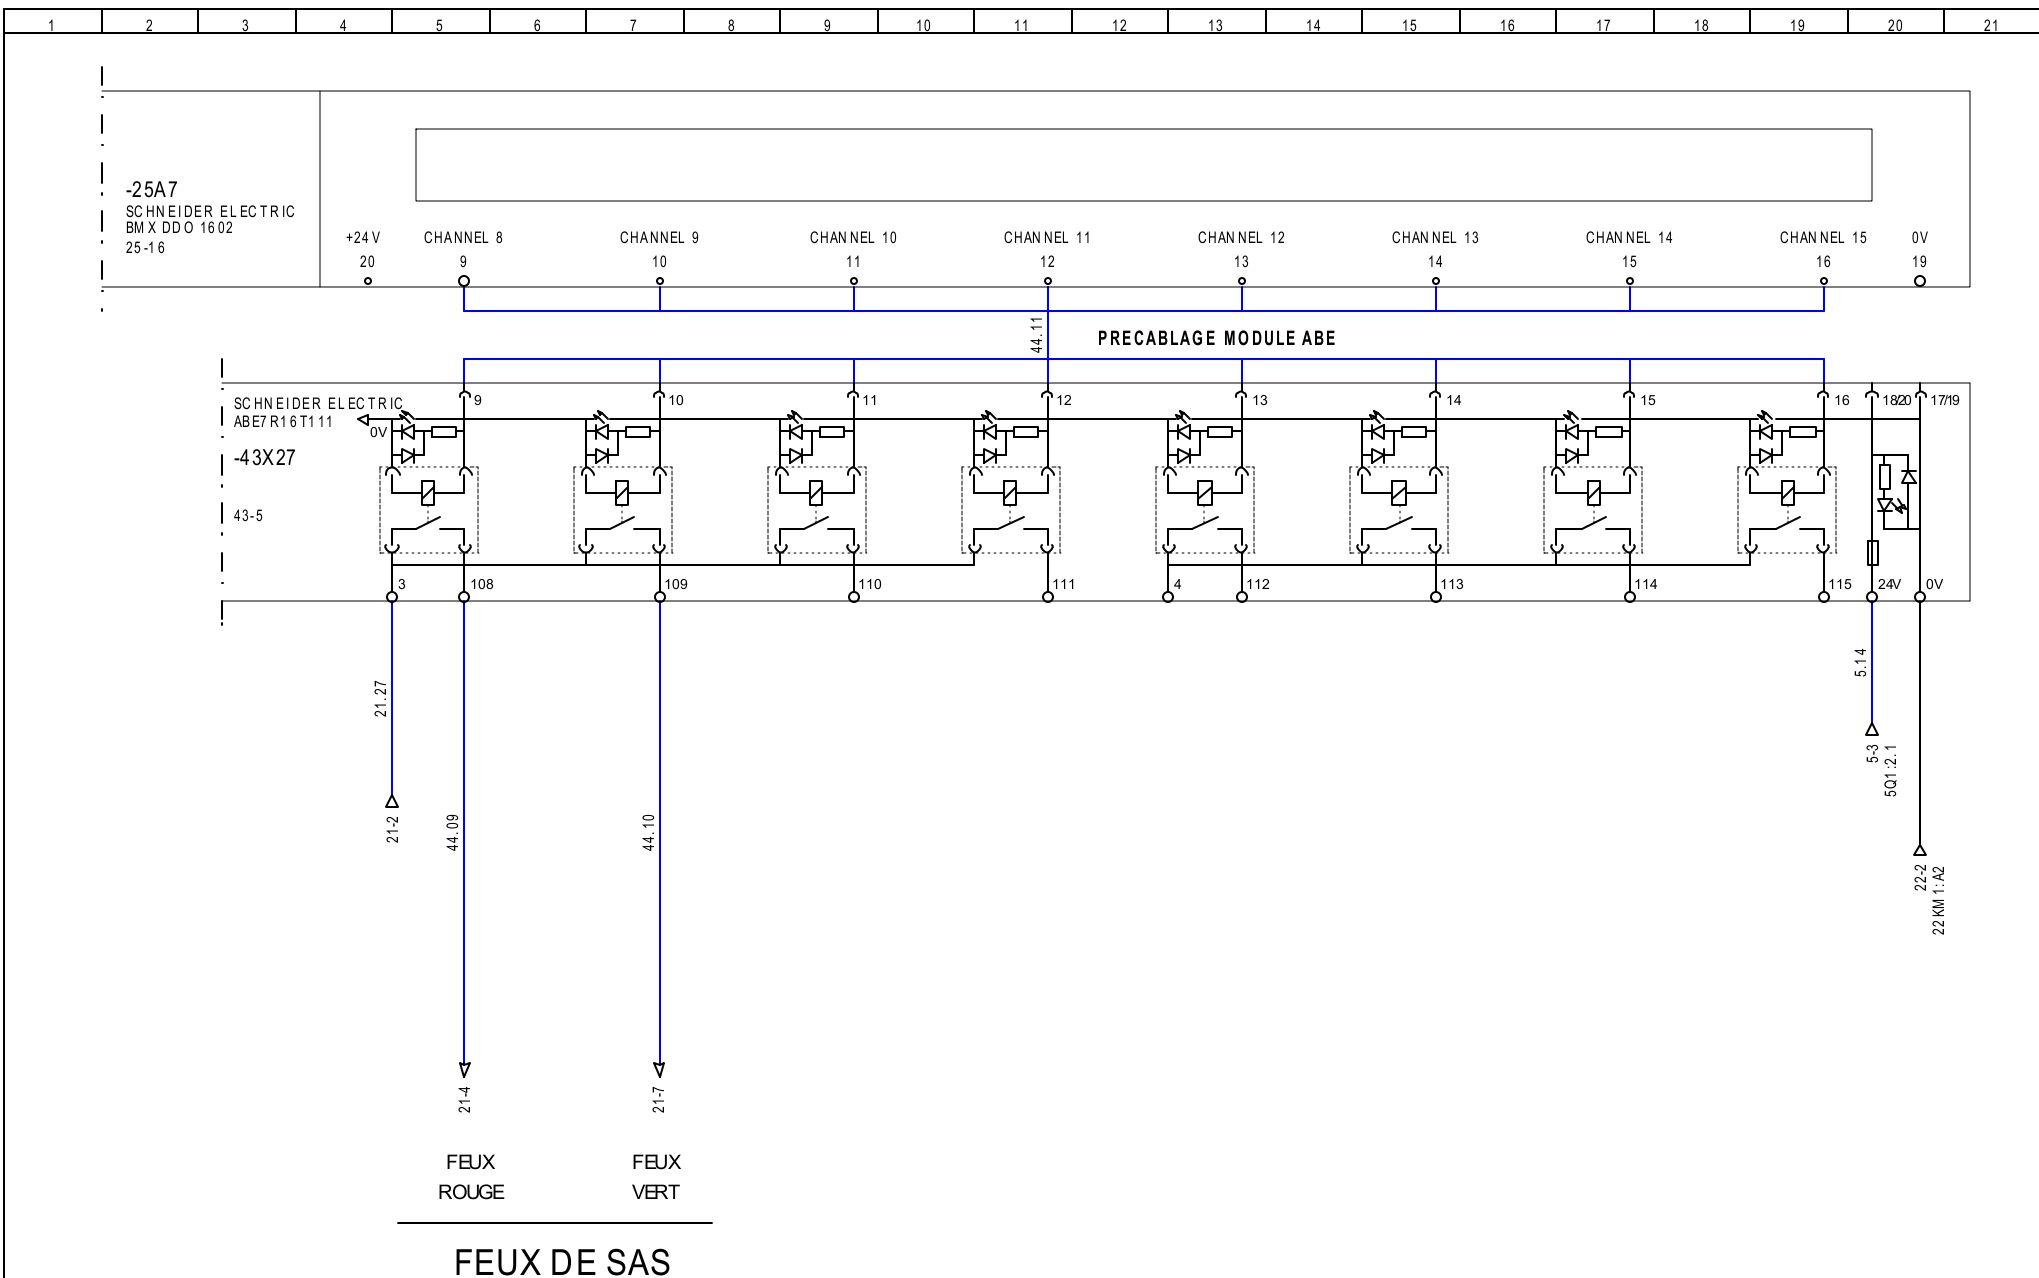 1 2 3 4 5 6 7 8 9 10 11 12 13 14 15 16 17 18 19 20 21
-25A7
SCHNEIDER ELECTRIC
BMX DDO 1602
25-16
+24V CHANNEL 8 CHANNEL 9 CHANNEL 10 CHANNEL 11 CHANNEL 12 CHANNEL 13 CHANNEL 14 CHANNEL 15 0V
20 9 10 11 12 13 14 15 16 19
44.11
PRECABLAGE MODULE ABE
SCHNEIDER ELECTRIC
ABE7R16T111
0V
-43X27
43-5
9 10 11 12 13 14 15 16 18/20 17/19
3 108 109 110 111 4 112 113 114 115 24V 0V
21.27
21-2
44.09
44.10
5.14
5-3
5Q1:2.1
22-2
22KM1:A2
21-4
21-7
FEUX
ROUGE
FEUX
VERT
FEUX DE SAS